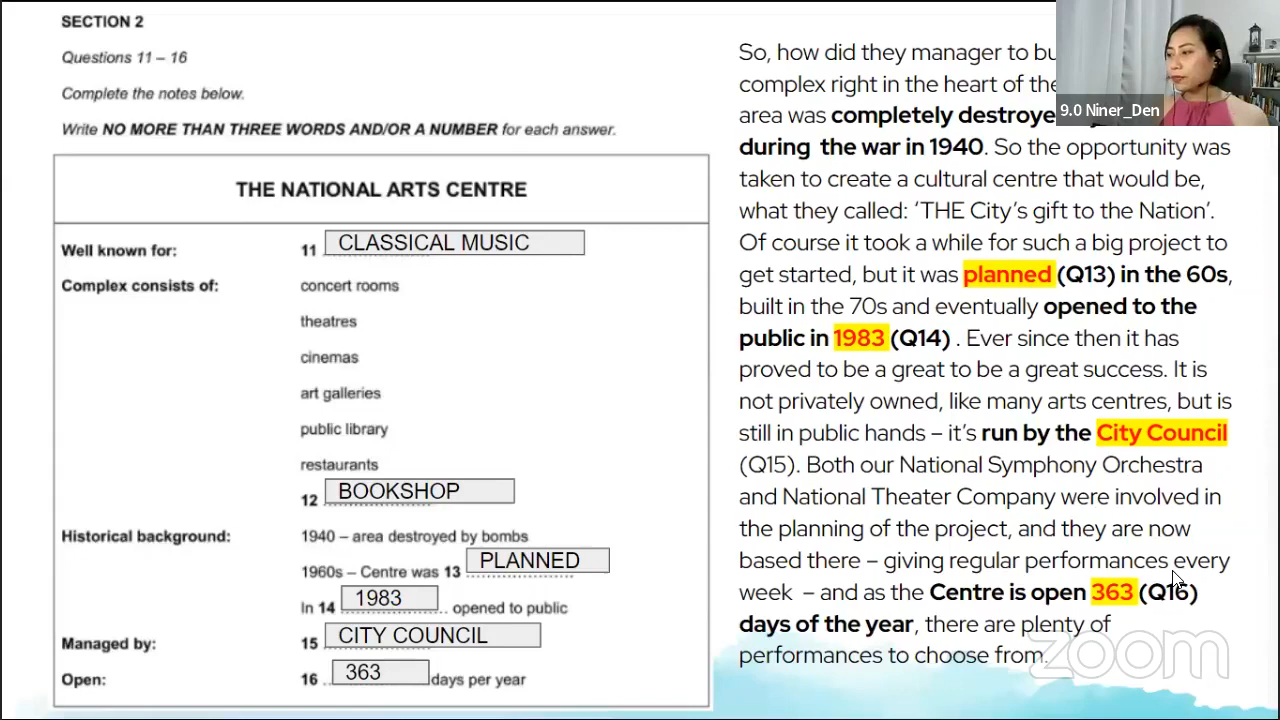 SECTION 2
Questions 11 – 16
Complete the notes below.
Write NO MORE THAN THREE WORDS AND/OR A NUMBER for each answer.
THE NATIONAL ARTS CENTRE
Well known for: 11 CLASSICAL MUSIC
Complex consists of: concert rooms
theatres
cinemas
art galleries
public library
restaurants
12 BOOKSHOP
Historical background: 1940 – area destroyed by bombs
1960s – Centre was 13 PLANNED
In 14 1983 opened to public
Managed by: 15 CITY COUNCIL
Open: 16 363 days per year
So, how did they manager to
complex right in the heart of the
area was completely
during the war in 1940. So the opportunity was
taken to create a cultural centre that would be,
what they called: ‘THE City’s gift to the Nation’.
Of course it took a while for such a big project to
get started, but it was planned (Q13) in the 60s,
built in the 70s and eventually opened to the
public in 1983 (Q14) . Ever since then it has
proved to be a great to be a great success. It is
not privately owned, like many arts centres, but is
still in public hands – it’s run by the City Council
(Q15). Both our National Symphony Orchestra
and National Theater Company were involved in
the planning of the project, and they are now
based there – giving regular performances every
week – and as the Centre is open 363 (Q16)
days of the year, there are plenty of
performances to choose from.
9.0 Niner_Den
zoom